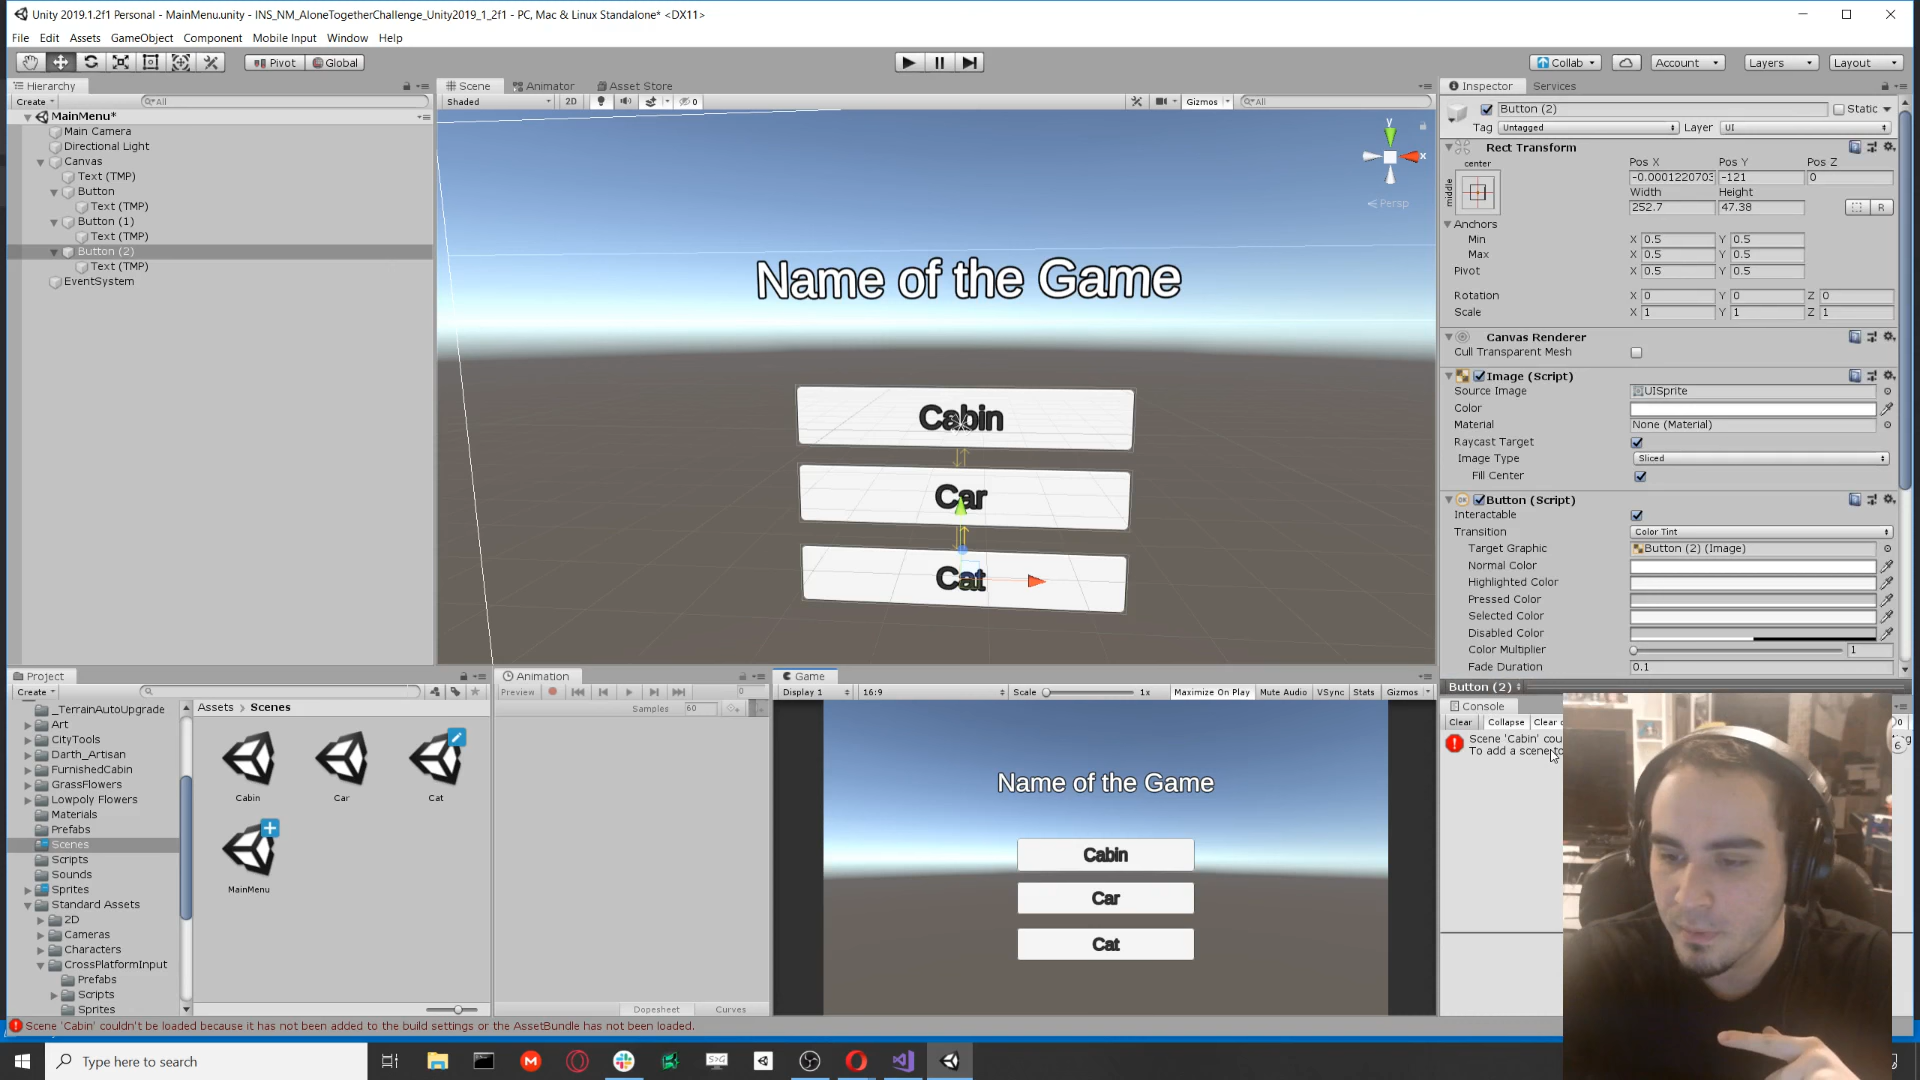 Unity 2019.1.2f1 Personal - MainMenu.unity - INS_NM_AloneTogetherChallenge_Unity2019_1_2f1 - PC, Mac & Linux Standalone* <DX11>
File Edit Assets GameObject Component Mobile Input Window Help
Pivot Global
Collab Account Layers Layout
Hierarchy
Create All
MainMenu*
Main Camera
Directional Light
Canvas
Text (TMP)
Button
Text (TMP)
Button (1)
Text (TMP)
Button (2)
Text (TMP)
EventSystem
Scene Animator Asset Store
Shaded 2D 0 Gizmos All
y
x
Persp
Name of the Game
Cabin
Car
Cat
Inspector Services
Button (2) Static
Tag Untagged Layer UI
Rect Transform
center
middle
Pos X Pos Y Pos Z
-0.0001220703 -121 0
Width Height
252.7 47.38 R
Anchors
Min X 0.5 Y 0.5
Max X 0.5 Y 0.5
Pivot X 0.5 Y 0.5
Rotation X 0 Y 0 Z 0
Scale X 1 Y 1 Z 1
Canvas Renderer
Cull Transparent Mesh
Image (Script)
Source Image UISprite
Color
Material None (Material)
Raycast Target
Image Type Sliced
Fill Center
Button (Script)
Interactable
Transition Color Tint
Target Graphic Button (2) (Image)
Normal Color
Highlighted Color
Pressed Color
Selected Color
Disabled Color
Color Multiplier 1
Fade Duration 0.1
Button (2)
Console
Clear Collapse Clear
Scene 'Cabin' cou
To add a scene to
Project
Create
_TerrainAutoUpgrade
Art
CityTools
Darth_Artisan
FurnishedCabin
GrassFlowers
Lowpoly Flowers
Materials
Prefabs
Scenes
Scripts
Sounds
Sprites
Standard Assets
2D
Cameras
Characters
CrossPlatformInput
Prefabs
Scripts
Sprites
Assets > Scenes
Cabin Car Cat
MainMenu
Animation
Preview 0
Samples 60
Dopesheet Curves
Game
Display 1 16:9 Scale 1x Maximize On Play Mute Audio VSync Stats Gizmos
Name of the Game
Cabin
Car
Cat
Scene 'Cabin' couldn't be loaded because it has not been added to the build settings or the AssetBundle has not been loaded.
Type here to search